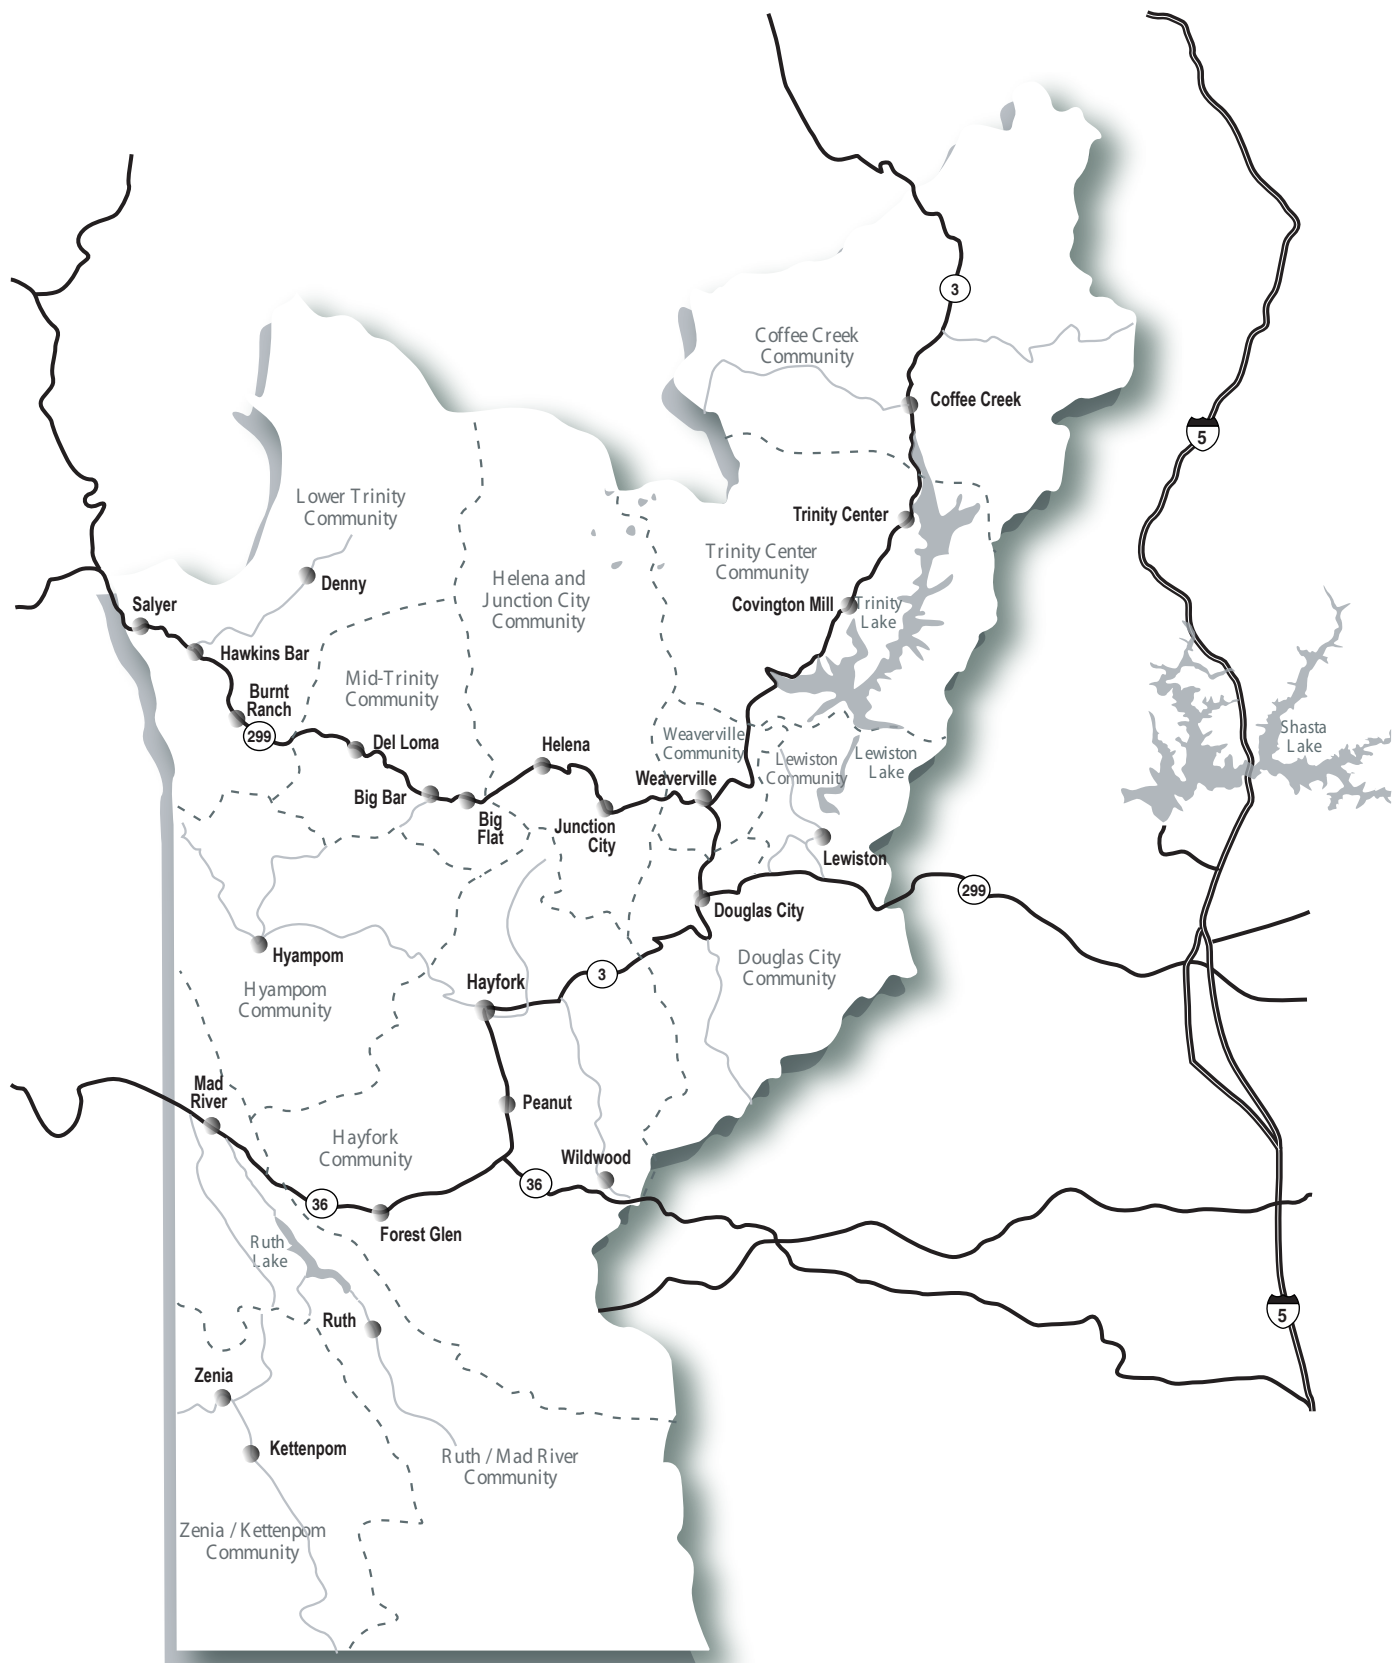 3
Coffee Creek
Community
Coffee Creek
5
Lower Trinity
Community
Trinity Center
Trinity Center
Community
Denny
Helena and
Junction City
Community
Salyer
Covington Mill
Trinity
Lake
Hawkins Bar
Mid-Trinity
Community
Burnt
Ranch
299
Del Loma
Helena
Weaverville
Community
Lewiston
Community
Lewiston
Lake
Shasta
Lake
Weaverville
Big Bar
Big
Flat
Junction
City
Lewiston
299
Douglas City
Hyampom
Douglas City
Community
Hayfork
3
Hyampom
Community
Mad
River
Peanut
Hayfork
Community
Wildwood
36
36
Forest Glen
Ruth
Lake
Ruth
5
Zenia
Kettenpom
Ruth / Mad River
Community
Zenia / Kettenpom
Community